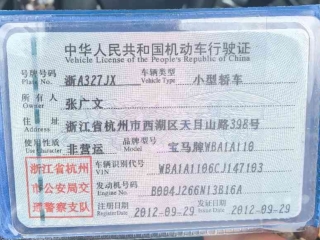 中华人民共和国机动车行驶证
Vehicle License of the People's Republic of China
号牌号码 浙A327JX 车辆类型 小型轿车
Plate No. Vehicle Type
所有人 张广文
Owner
住址 浙江省杭州市西湖区天目山路398号
Address
使用性质 非营运 品牌型号 宝马牌WBA1A110
Use Character Model
浙江省杭州市公安局交通警察支队
车辆识别代号 WBA1A1106CJ147103
VIN
发动机号码 B004J266N13B16A
Engine No.
注册日期 2012-09-29 发证日期 2012-09-29
Register Date Issue Date